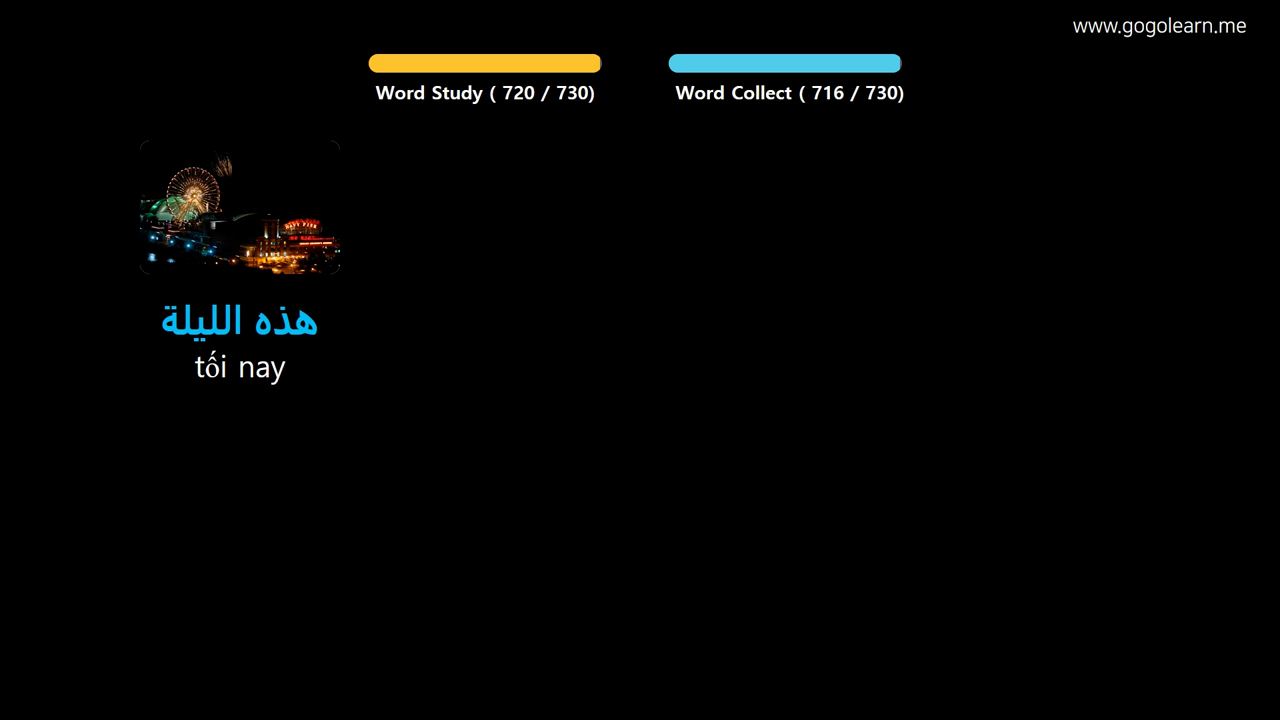 www.gogolearn.me
Word Study ( 720 / 730)
Word Collect ( 716 / 730)
هذه الليلة
tối nay